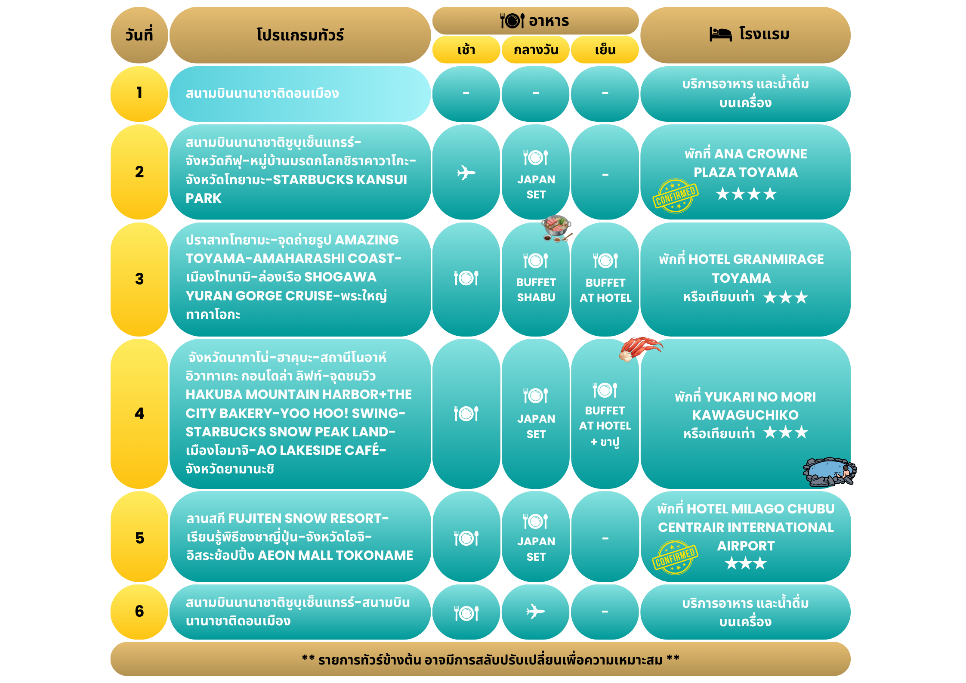 วันที่
โปรแกรมทัวร์
อาหาร
เช้า
กลางวัน
เย็น
โรงแรม
1
สนามบินนานาชาติดอนเมือง
-
-
-
บริการอาหาร และน้ำดื่ม
บนเครื่อง
2
สนามบินนานาชาติชูบุเซ็นแทรร์-
จังหวัดกิฟุ-หมู่บ้านมรดกโลกชิราคาวาโกะ-
จังหวัดโทยามะ-STARBUCKS KANSUI
PARK
JAPAN
SET
-
พักที่ ANA CROWNE
PLAZA TOYAMA
CONFIRMED
3
ปราสาทโทยามะ-จุดถ่ายรูป AMAZING
TOYAMA-AMAHARASHI COAST-
เมืองโทนามิ-ล่องเรือ SHOGAWA
YURAN GORGE CRUISE-พระใหญ่
ทาคาโอกะ
BUFFET
SHABU
BUFFET
AT HOTEL
พักที่ HOTEL GRANMIRAGE
TOYAMA
หรือเทียบเท่า
4
จังหวัดนากาโน่-ฮาคุบะ-สถานีโนอาห์
อิวาทาเกะ กอนโดล่า ลิฟท์-จุดชมวิว
HAKUBA MOUNTAIN HARBOR+THE
CITY BAKERY-YOO HOO! SWING-
STARBUCKS SNOW PEAK LAND-
เมืองโอมาจิ-AO LAKESIDE CAFÉ-
จังหวัดยามานะชิ
JAPAN
SET
BUFFET
AT HOTEL
+ ขาปู
พักที่ YUKARI NO MORI
KAWAGUCHIKO
หรือเทียบเท่า
5
ลานสกี FUJITEN SNOW RESORT-
เรียนรู้พิธีชงชาญี่ปุ่น-จังหวัดไอจิ-
อิสระช้อปปิ้ง AEON MALL TOKONAME
JAPAN
SET
-
พักที่ HOTEL MILAGO CHUBU
CENTRAIR INTERNATIONAL
AIRPORT
CONFIRMED
6
สนามบินนานาชาติชูบุเซ็นแทรร์-สนามบิน
นานาชาติดอนเมือง
-
บริการอาหาร และน้ำดื่ม
บนเครื่อง
** รายการทัวร์ข้างต้น อาจมีการสลับปรับเปลี่ยนเพื่อความเหมาะสม **